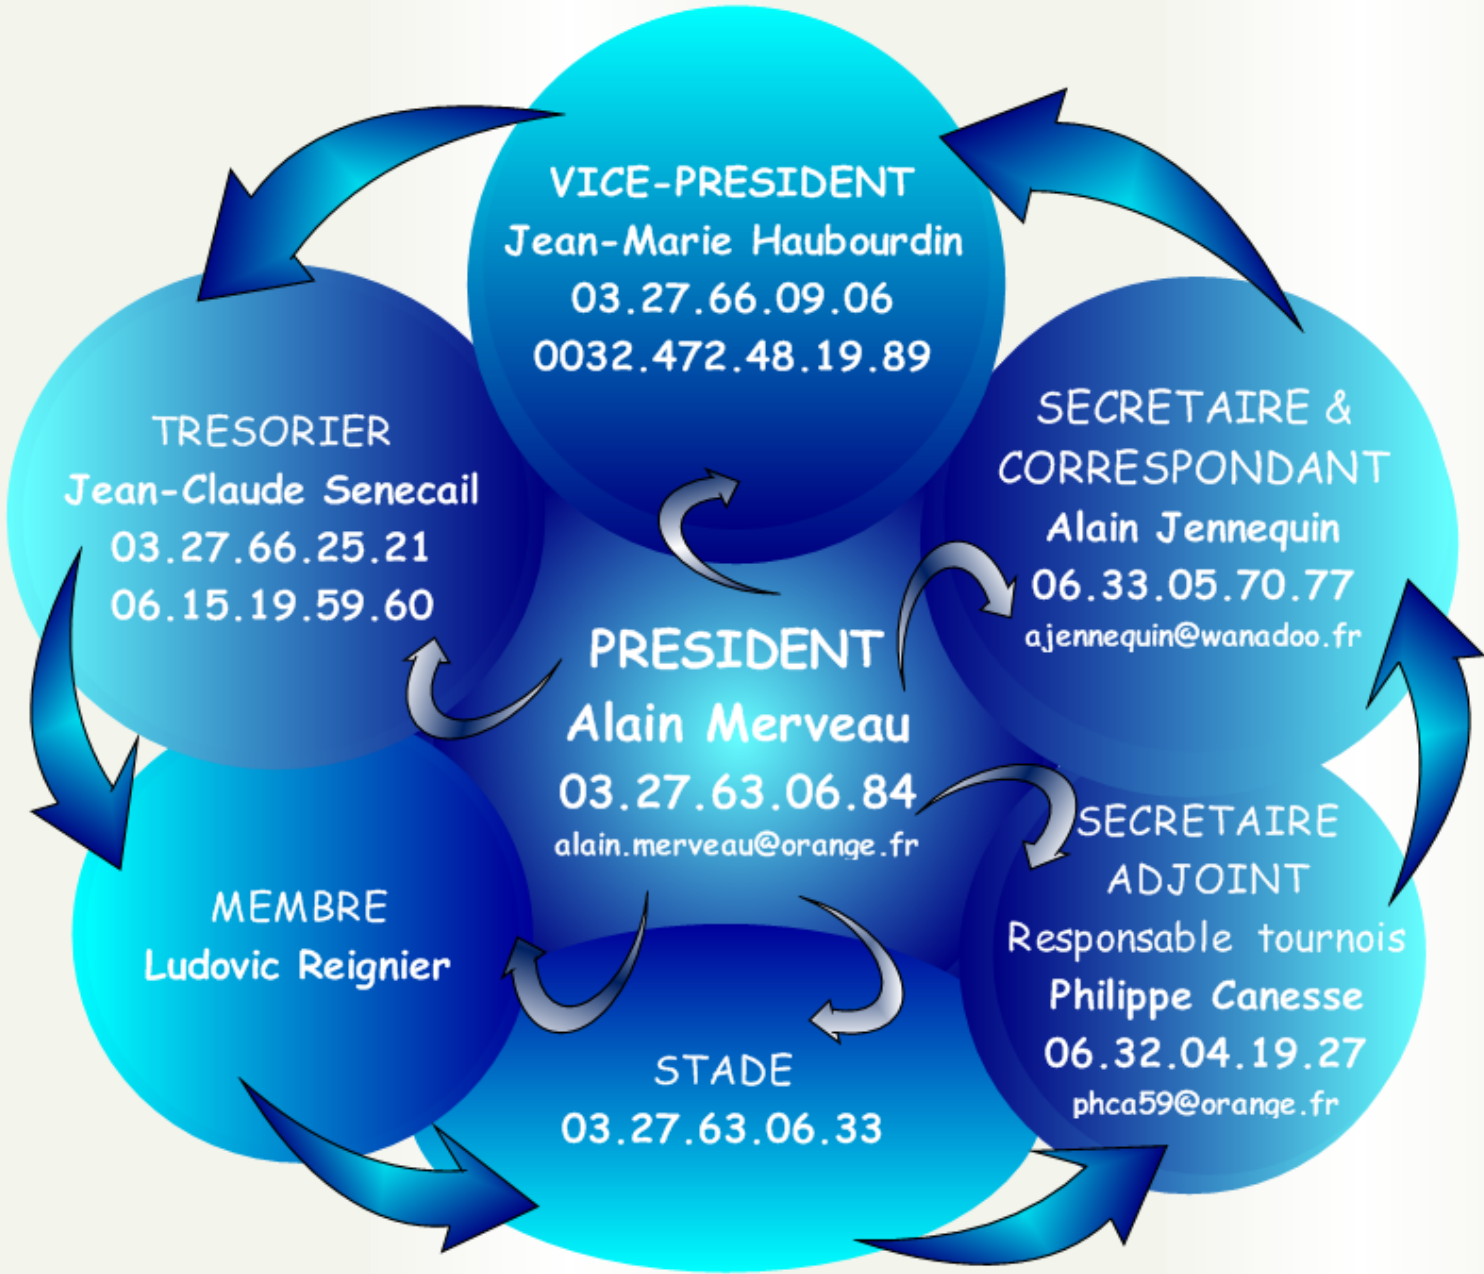 VICE-PRESIDENT
Jean-Marie Haubourdin
03.27.66.09.06
0032.472.48.19.89
TRESORIER
Jean-Claude Senecail
03.27.66.25.21
06.15.19.59.60
SECRETAIRE &
CORRESPONDANT
Alain Jennequin
06.33.05.70.77
ajennequin@wanadoo.fr
PRESIDENT
Alain Merveau
03.27.63.06.84
alain.merveau@orange.fr
MEMBRE
Ludovic Reignier
SECRETAIRE
ADJOINT
Responsable tournois
Philippe Canesse
06.32.04.19.27
phca59@orange.fr
STADE
03.27.63.06.33